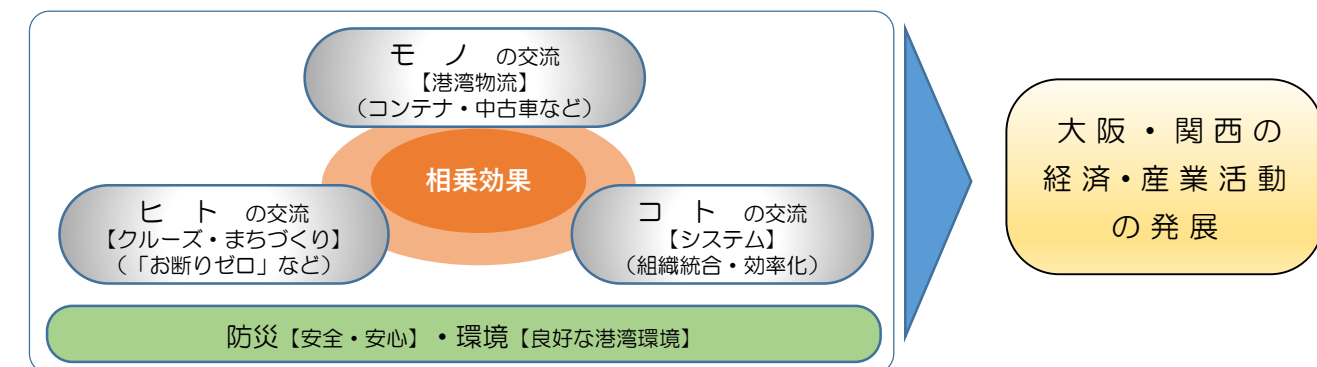 モノの交流
【港湾物流】
（コンテナ・中古車など）
相乗効果
ヒトの交流
【クルーズ・まちづくり】
（「お断りゼロ」など）
コトの交流
【システム】
（組織統合・効率化）
防災【安全・安心】・環境【良好な港湾環境】
大阪・関西の
経済・産業活動
の発展